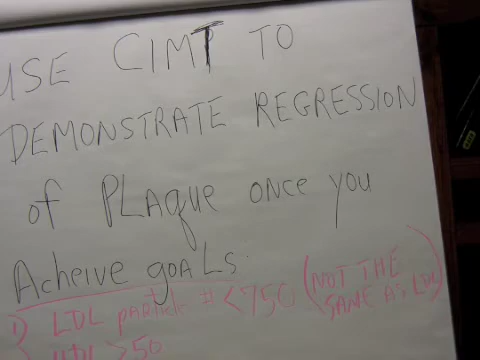 USE CIMT TO
DEMONSTRATE REGRESSION
of PLAque once you
Acheive goALs.
1) LDL particle # <750 (NOT THE
SAME AS LDL)
HDL >50